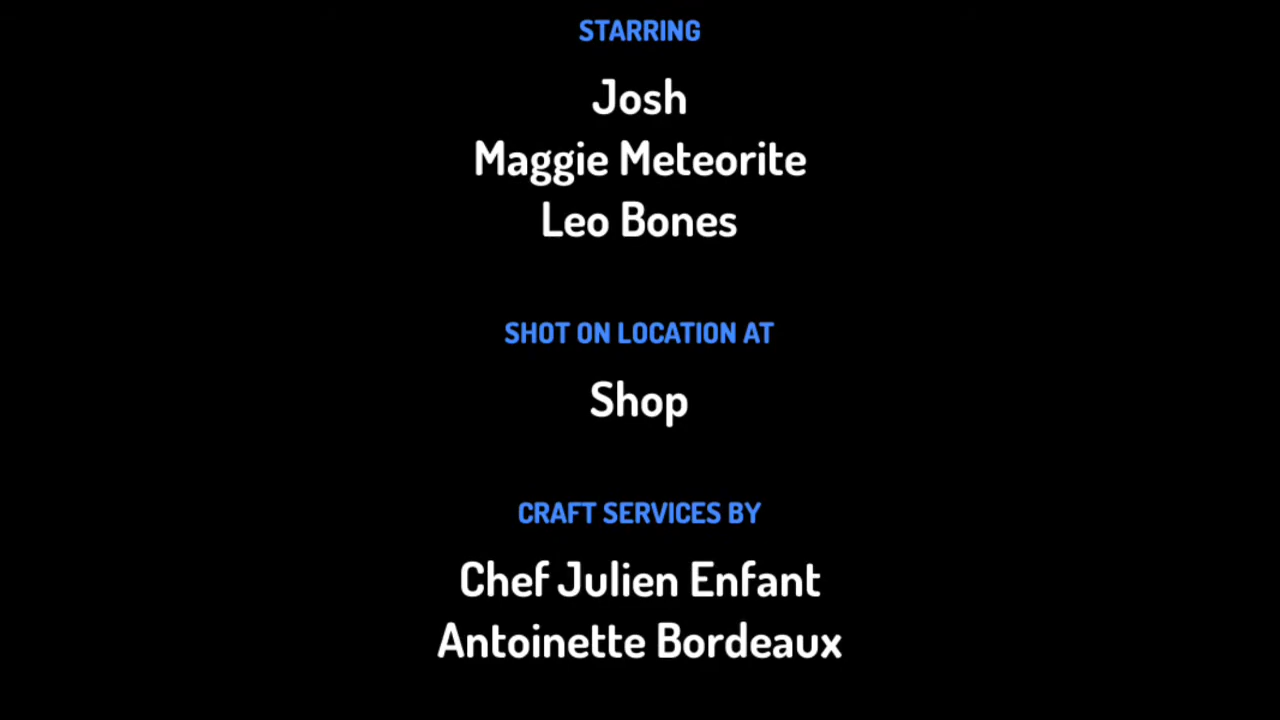 STARRING
Josh
Maggie Meteorite
Leo Bones
SHOT ON LOCATION AT
Shop
CRAFT SERVICES BY
Chef Julien Enfant
Antoinette Bordeaux